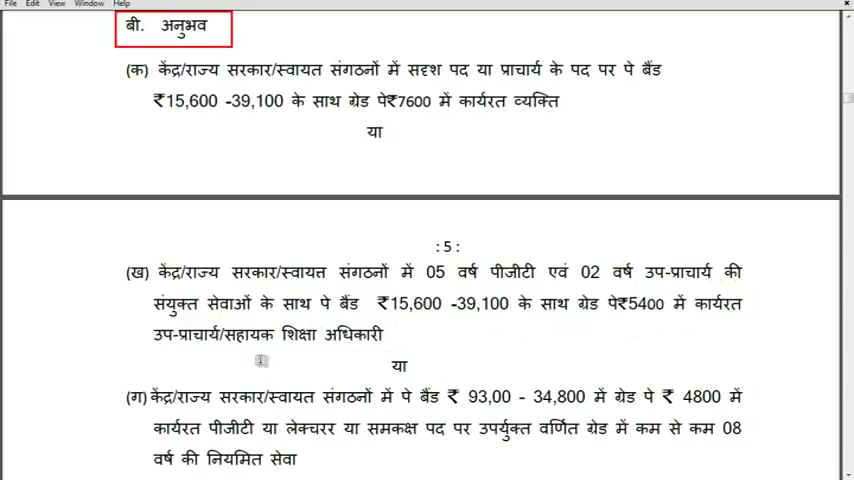 File Edit View Window Help
बी. अनुभव
(क) केंद्र/राज्य सरकार/स्वायत संगठनों में सदृश पद या प्राचार्य के पद पर पे बैंड
₹15,600 -39,100 के साथ ग्रेड पे₹7600 में कार्यरत व्यक्ति
या
: 5 :
(ख) केंद्र/राज्य सरकार/स्वायत्त संगठनों में 05 वर्ष पीजीटी एवं 02 वर्ष उप-प्राचार्य की
संयुक्त सेवाओं के साथ पे बैंड ₹15,600 -39,100 के साथ ग्रेड पे₹5400 में कार्यरत
उप-प्राचार्य/सहायक शिक्षा अधिकारी
या
(ग) केंद्र/राज्य सरकार/स्वायत संगठनों में पे बैंड ₹ 93,00 - 34,800 में ग्रेड पे ₹ 4800 में
कार्यरत पीजीटी या लेक्चरर या समकक्ष पद पर उपर्युक्त वर्णित ग्रेड में कम से कम 08
वर्ष की नियमित सेवा